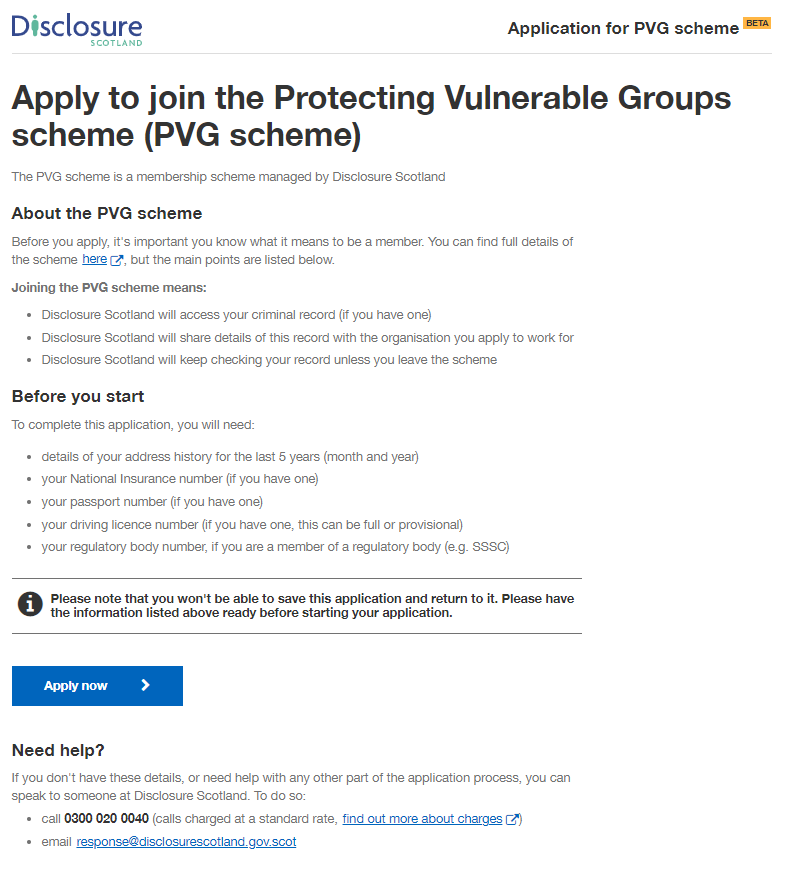 Disclosure
SCOTLAND
Application for PVG scheme BETA
Apply to join the Protecting Vulnerable Groups
scheme (PVG scheme)
The PVG scheme is a membership scheme managed by Disclosure Scotland
About the PVG scheme
Before you apply, it's important you know what it means to be a member. You can find full details of
the scheme here, but the main points are listed below.
Joining the PVG scheme means:
• Disclosure Scotland will access your criminal record (if you have one)
• Disclosure Scotland will share details of this record with the organisation you apply to work for
• Disclosure Scotland will keep checking your record unless you leave the scheme
Before you start
To complete this application, you will need:
• details of your address history for the last 5 years (month and year)
• your National Insurance number (if you have one)
• your passport number (if you have one)
• your driving licence number (if you have one, this can be full or provisional)
• your regulatory body number, if you are a member of a regulatory body (e.g. SSSC)
Please note that you won't be able to save this application and return to it. Please have
the information listed above ready before starting your application.
Apply now
Need help?
If you don't have these details, or need help with any other part of the application process, you can
speak to someone at Disclosure Scotland. To do so:
• call 0300 020 0040 (calls charged at a standard rate, find out more about charges)
• email response@disclosurescotland.gov.scot